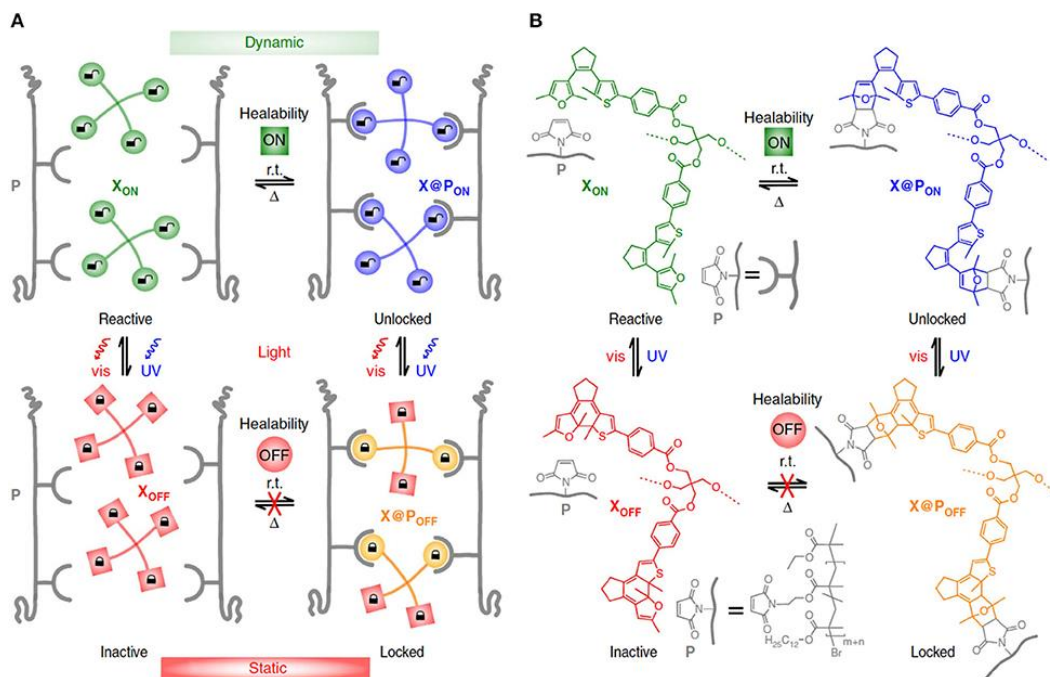 A
Dynamic
Healability
ON
r.t.
Δ
P
X_ON
X@P_ON
Reactive
Unlocked
vis
UV
Light
vis
UV
Healability
OFF
r.t.
Δ
P
X_OFF
X@P_OFF
Inactive
Locked
Static
B
O
S
O
O
O
O
O
O
N
P
X_ON
O
O
S
O
N
O
P
=
Reactive
Healability
ON
r.t.
Δ
O
S
O
O
O
N
O
O
O
O
O
X@P_ON
S
O
O
N
O
Unlocked
vis
UV
vis
UV
O
S
O
O
O
O
N
O
P
X_OFF
O
O
O
S
O
O
N
O
P
=
Inactive
Healability
OFF
r.t.
Δ
O
O
n
O
O
N
O
O
O
H25C12
O
m+n
Br
O
N
O
O
S
O
O
O
O
O
O
X@P_OFF
S
O
O
N
O
Locked